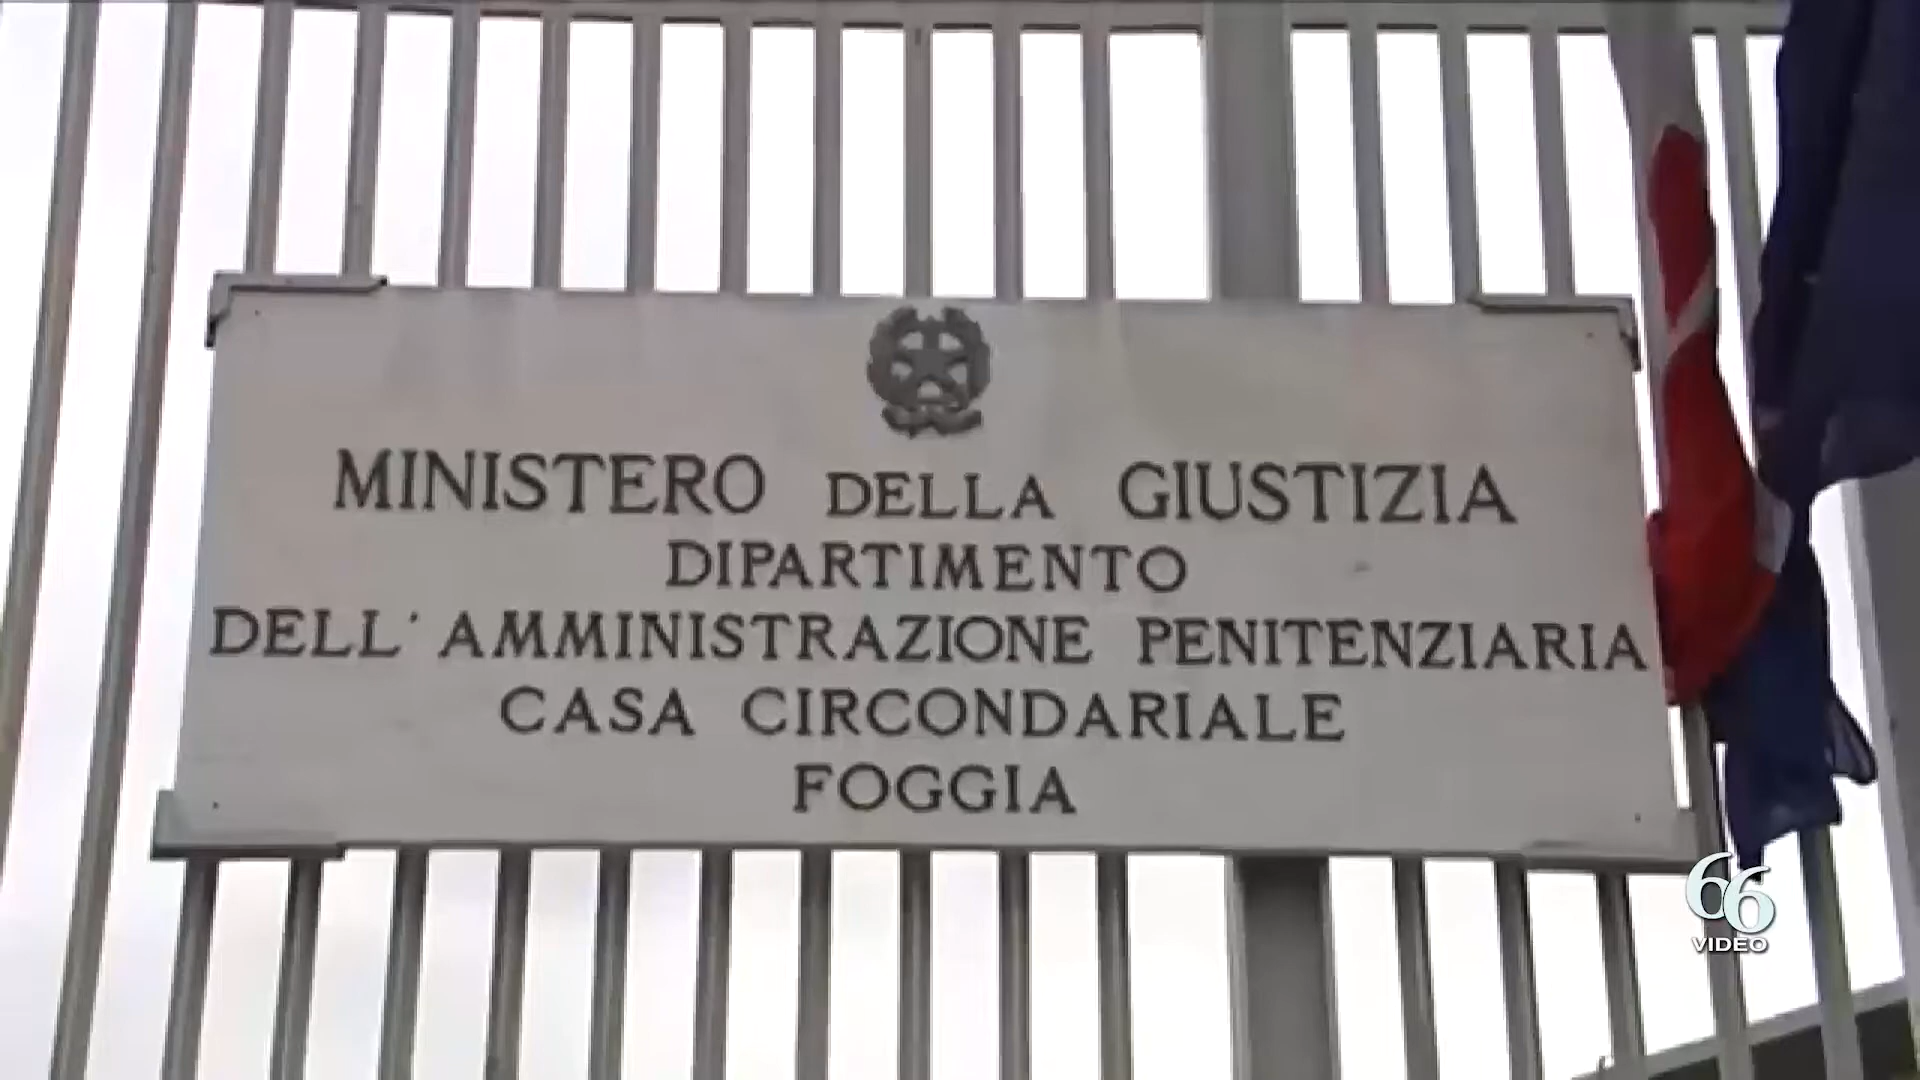 MINISTERO DELLA GIUSTIZIA
DIPARTIMENTO
DELL' AMMINISTRAZIONE PENITENZIARIA
CASA CIRCONDARIALE
FOGGIA
66
VIDEO